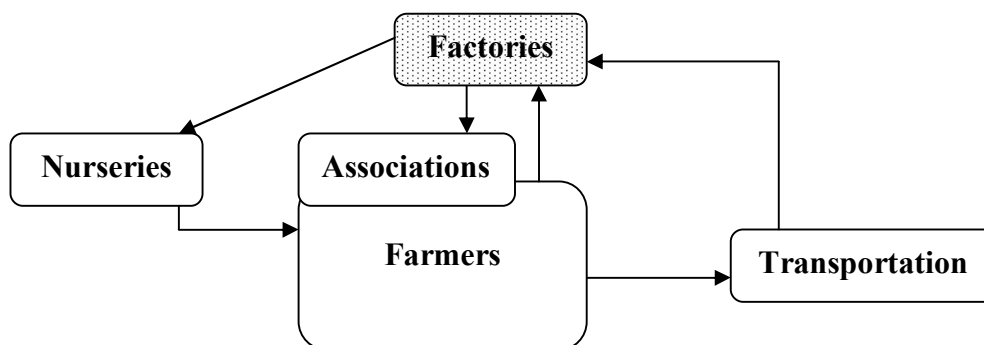 Factories
Nurseries
Associations
Farmers
Transportation